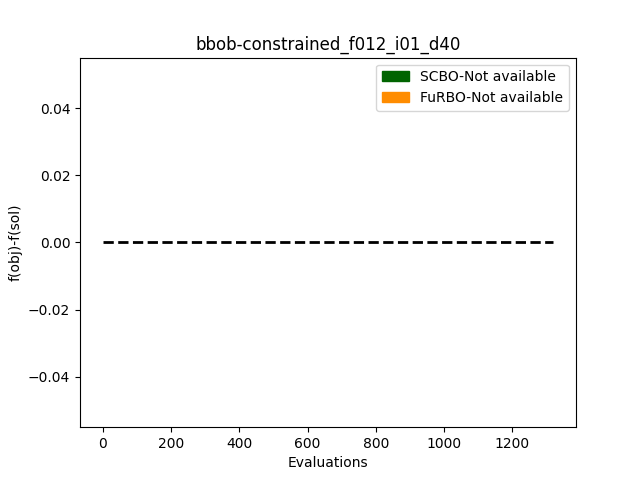 bbob-constrained_f012_i01_d40
SCBO-Not available
FuRBO-Not available
0.04
0.02
0.00
−0.02
−0.04
f(obj)-f(sol)
0 200 400 600 800 1000 1200
Evaluations